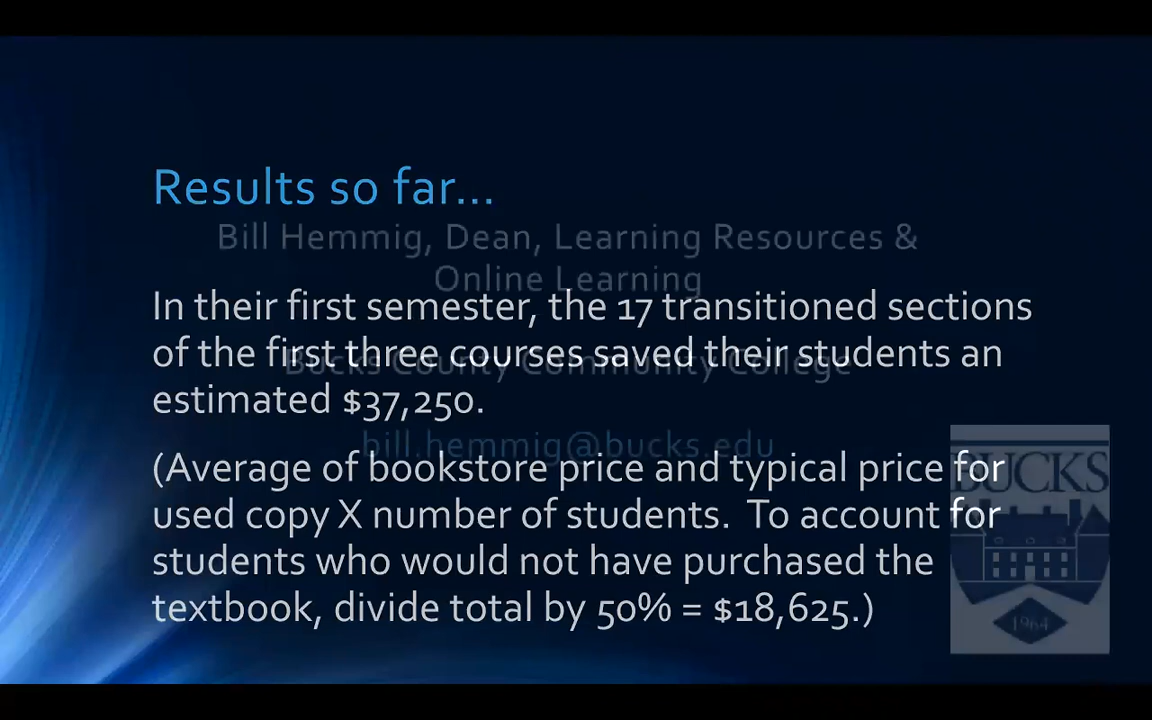 Results so far...
Bill Hemmig, Dean, Learning Resources &
Online Learning
In their first semester, the 17 transitioned sections
of the first three courses saved their students an
Bucks County Community College
estimated $37,250.
bill.hemmig@bucks.edu
(Average of bookstore price and typical price for
used copy X number of students.  To account for
students who would not have purchased the
textbook, divide total by 50% = $18,625.)
BUCKS
1964